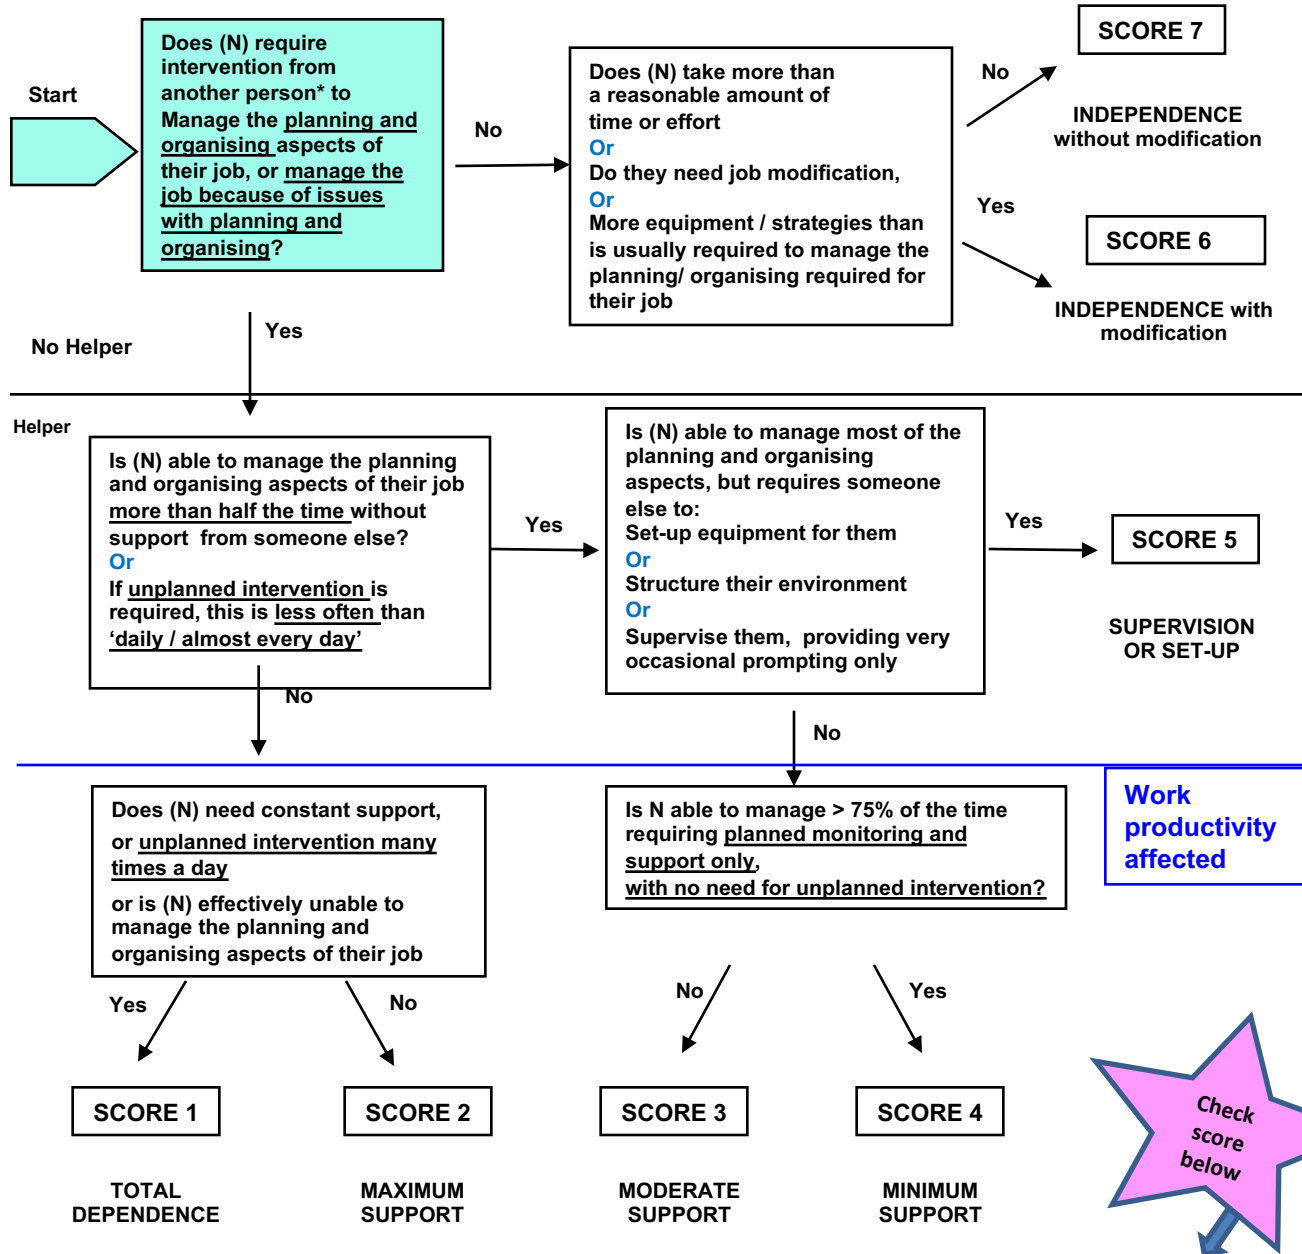 Start
Does (N) require
intervention from
another person* to
Manage the planning and
organising aspects of
their job, or manage the
job because of issues
with planning and
organising?
No
Does (N) take more than
a reasonable amount of
time or effort
Or
Do they need job modification,
Or
More equipment / strategies than
is usually required to manage the
planning/ organising required for
their job
No
SCORE 7
INDEPENDENCE
without modification
Yes
SCORE 6
INDEPENDENCE with
modification
Yes
No Helper
Helper
Is (N) able to manage the planning
and organising aspects of their job
more than half the time without
support from someone else?
Or
If unplanned intervention is
required, this is less often than
‘daily / almost every day’
Yes
Is (N) able to manage most of the
planning and organising
aspects, but requires someone
else to:
Set-up equipment for them
Or
Structure their environment
Or
Supervise them, providing very
occasional prompting only
Yes
SCORE 5
SUPERVISION
OR SET-UP
No
No
Does (N) need constant support,
or unplanned intervention many
times a day
or is (N) effectively unable to
manage the planning and
organising aspects of their job
Is N able to manage > 75% of the time
requiring planned monitoring and
support only,
with no need for unplanned intervention?
Work
productivity
affected
Yes
No
No
Yes
SCORE 1
SCORE 2
SCORE 3
SCORE 4
TOTAL
DEPENDENCE
MAXIMUM
SUPPORT
MODERATE
SUPPORT
MINIMUM
SUPPORT
Check
score
below